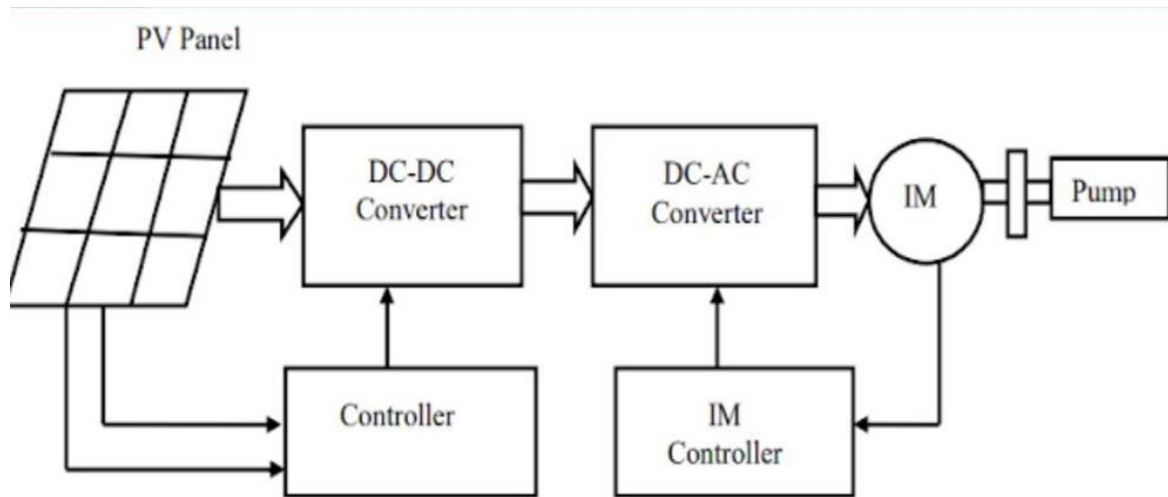 PV Panel
DC-DC
Converter
DC-AC
Converter
IM
Pump
Controller
IM
Controller